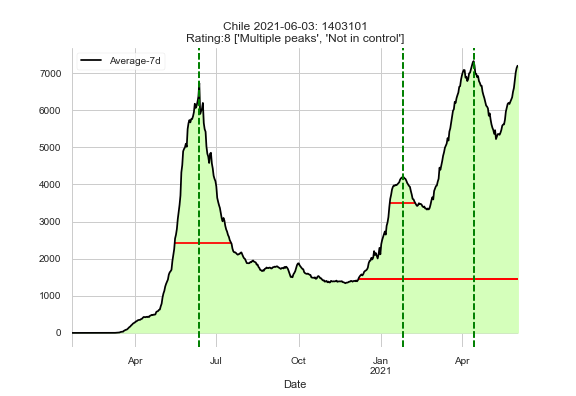 Chile 2021-06-03: 1403101
Rating:8 ['Multiple peaks', 'Not in control']
Average-7d
7000
6000
5000
4000
3000
2000
1000
0
Apr
Jul
Oct
Jan
2021
Apr
Date